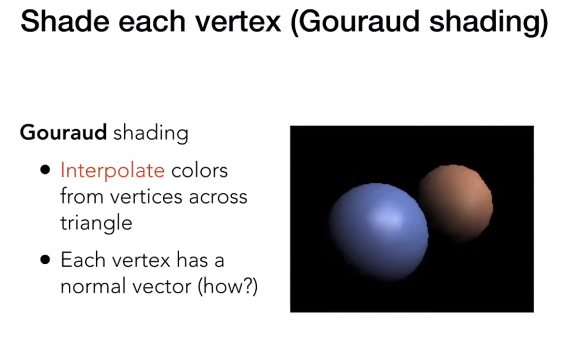 Shade each vertex (Gouraud shading)
Gouraud shading
● Interpolate colors
from vertices across
triangle
● Each vertex has a
normal vector (how?)